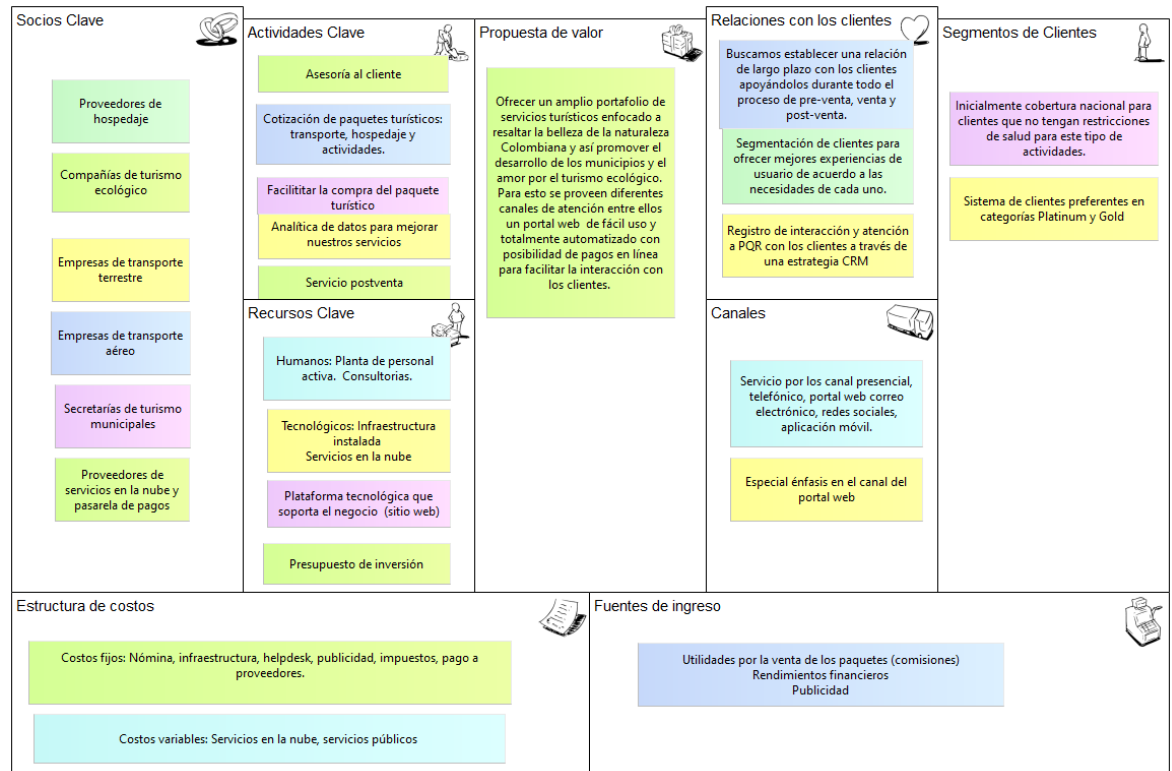 Socios Clave
Proveedores de
hospedaje
Compañías de turismo
ecológico
Empresas de transporte
terrestre
Empresas de transporte
aéreo
Secretarías de turismo
municipales
Proveedores de
servicios en la nube y
pasarela de pagos
Actividades Clave
Asesoría al cliente
Cotización de paquetes turísticos:
transporte, hospedaje y
actividades.
Facilititar la compra del paquete
turístico
Analítica de datos para mejorar
nuestros servicios
Servicio postventa
Recursos Clave
Humanos: Planta de personal
activa.  Consultorias.
Tecnológicos: Infraestructura
instalada
Servicios en la nube
Plataforma tecnológica que
soporta el negocio  (sitio web)
Presupuesto de inversión
Propuesta de valor
Ofrecer un amplio portafolio de
servicios turísticos enfocado a
resaltar la belleza de la naturaleza
Colombiana y así promover el
desarrollo de los municipios y el
amor por el turismo ecológico.
Para esto se proveen diferentes
canales de atención entre ellos
un portal web  de fácil uso y
totalmente automatizado con
posibilidad de pagos en línea
para facilitar la interacción con
los clientes.
Relaciones con los clientes
Buscamos establecer una relación
de largo plazo con los clientes
apoyándolos durante todo el
proceso de pre-venta, venta y
post-venta.
Segmentación de clientes para
ofrecer mejores experiencias de
usuario de acuerdo a las
necesidades de cada uno.
Registro de interacción y atención
a PQR con los clientes a través de
una estrategia CRM
Canales
Servicio por los canal presencial,
telefónico, portal web correo
electrónico, redes sociales,
aplicación móvil.
Especial énfasis en el canal del
portal web
Segmentos de Clientes
Inicialmente cobertura nacional para
clientes que no tengan restricciones
de salud para este tipo de
actividades.
Sistema de clientes preferentes en
categorías Platinum y Gold
Estructura de costos
Costos fijos: Nómina, infraestructura, helpdesk, publicidad, impuestos, pago a
proveedores.
Costos variables: Servicios en la nube, servicios públicos
Fuentes de ingreso
Utilidades por la venta de los paquetes (comisiones)
Rendimientos financieros
Publicidad